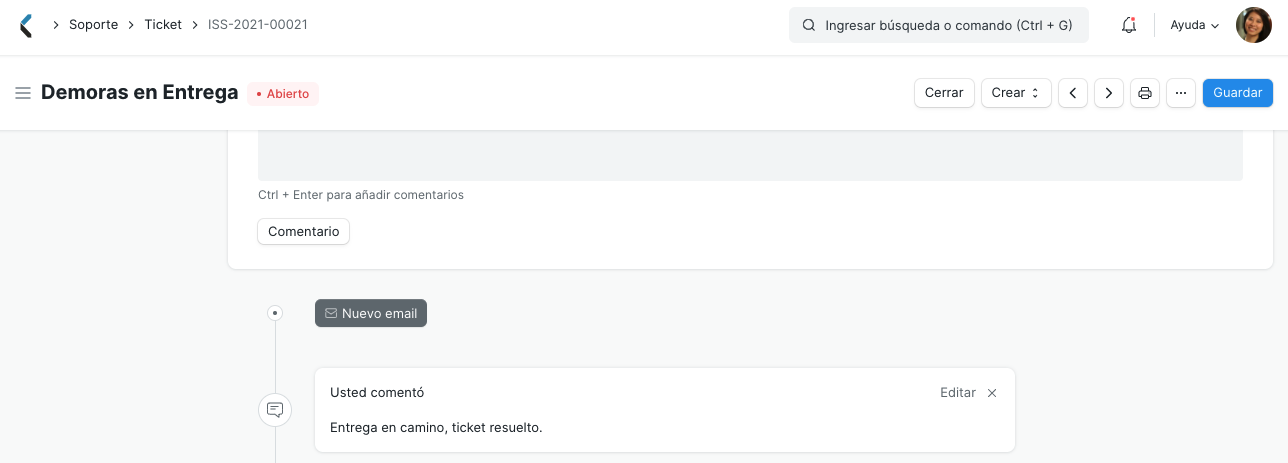 Soporte Ticket ISS-2021-00021 Ingresar búsqueda o comando (Ctrl + G) Ayuda
Demoras en Entrega Abierto Cerrar Crear Guardar
Ctrl + Enter para añadir comentarios
Comentario
Nuevo email
Usted comentó Editar
Entrega en camino, ticket resuelto.